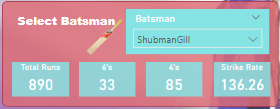 Select Batsman
Batsman
ShubmanGill
Total Runs 6's 4's Strike Rate
890 33 85 136.26